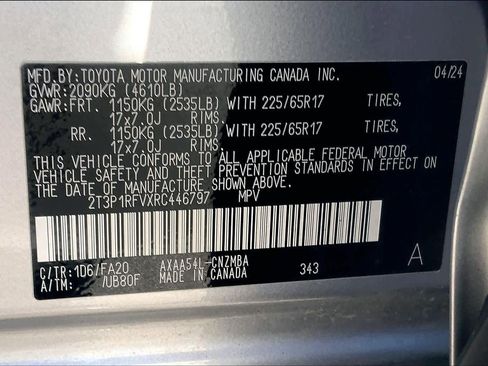 MFD.BY:TOYOTA MOTOR MANUFACTURING CANADA INC. 04/24
GVWR:2090KG (4610LB)
GAWR:FRT. 1150KG (2535LB) WITH 225/65R17 TIRES,
17x7.0J RIMS.
RR. 1150KG (2535LB) WITH 225/65R17 TIRES,
17x7.0J RIMS.
THIS VEHICLE CONFORMS TO ALL APPLICABLE FEDERAL MOTOR
VEHICLE SAFETY AND THEFT PREVENTION STANDARDS IN EFFECT ON
THE DATE OF MANUFACTURE SHOWN ABOVE.
2T3P1RFVXRC446797 MPV
C/TR:1D6/FA20 AXAA54L-CNZMBA 343 A
A/TM: /UB80F MADE IN CANADA